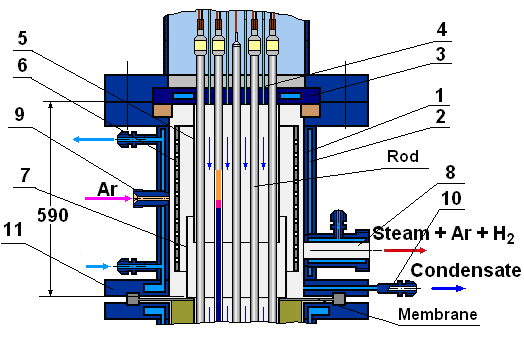 5
4
6
3
9
1
2
Rod
7
Ar
8
590
10
11
Steam + Ar + H₂
Condensate
Membrane